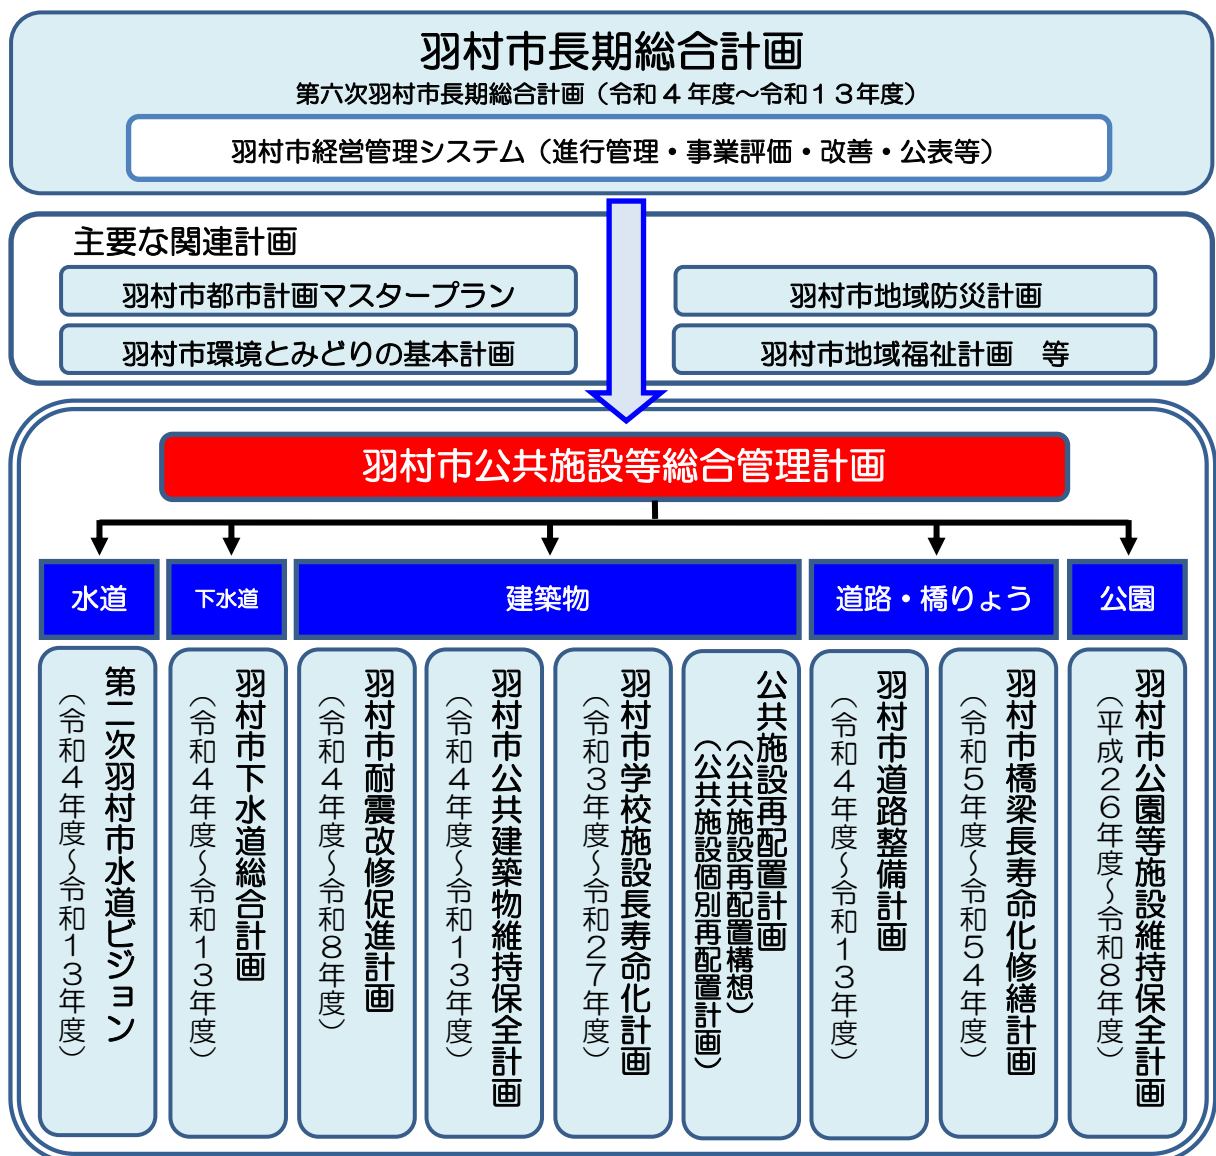 羽村市長期総合計画
第六次羽村市長期総合計画（令和４年度～令和１３年度）
羽村市経営管理システム（進行管理・事業評価・改善・公表等）
主要な関連計画
羽村市都市計画マスタープラン
羽村市地域防災計画
羽村市環境とみどりの基本計画
羽村市地域福祉計画　等
羽村市公共施設等総合管理計画
水道
下水道
建築物
道路・橋りょう
公園
第二次羽村市水道ビジョン
（令和４年度～令和１３年度）
羽村市下水道総合計画
（令和４年度～令和１３年度）
羽村市耐震改修促進計画
（令和４年度～令和８年度）
羽村市公共建築物維持保全計画
（令和４年度～令和１３年度）
羽村市学校施設長寿命化計画
（令和３年度～令和２７年度）
公共施設再配置計画
（公共施設再配置構想）
（公共施設個別再配置計画）
羽村市道路整備計画
（令和４年度～令和１３年度）
羽村市橋梁長寿命化修繕計画
（令和５年度～令和５４年度）
羽村市公園等施設維持保全計画
（平成２６年度～令和８年度）